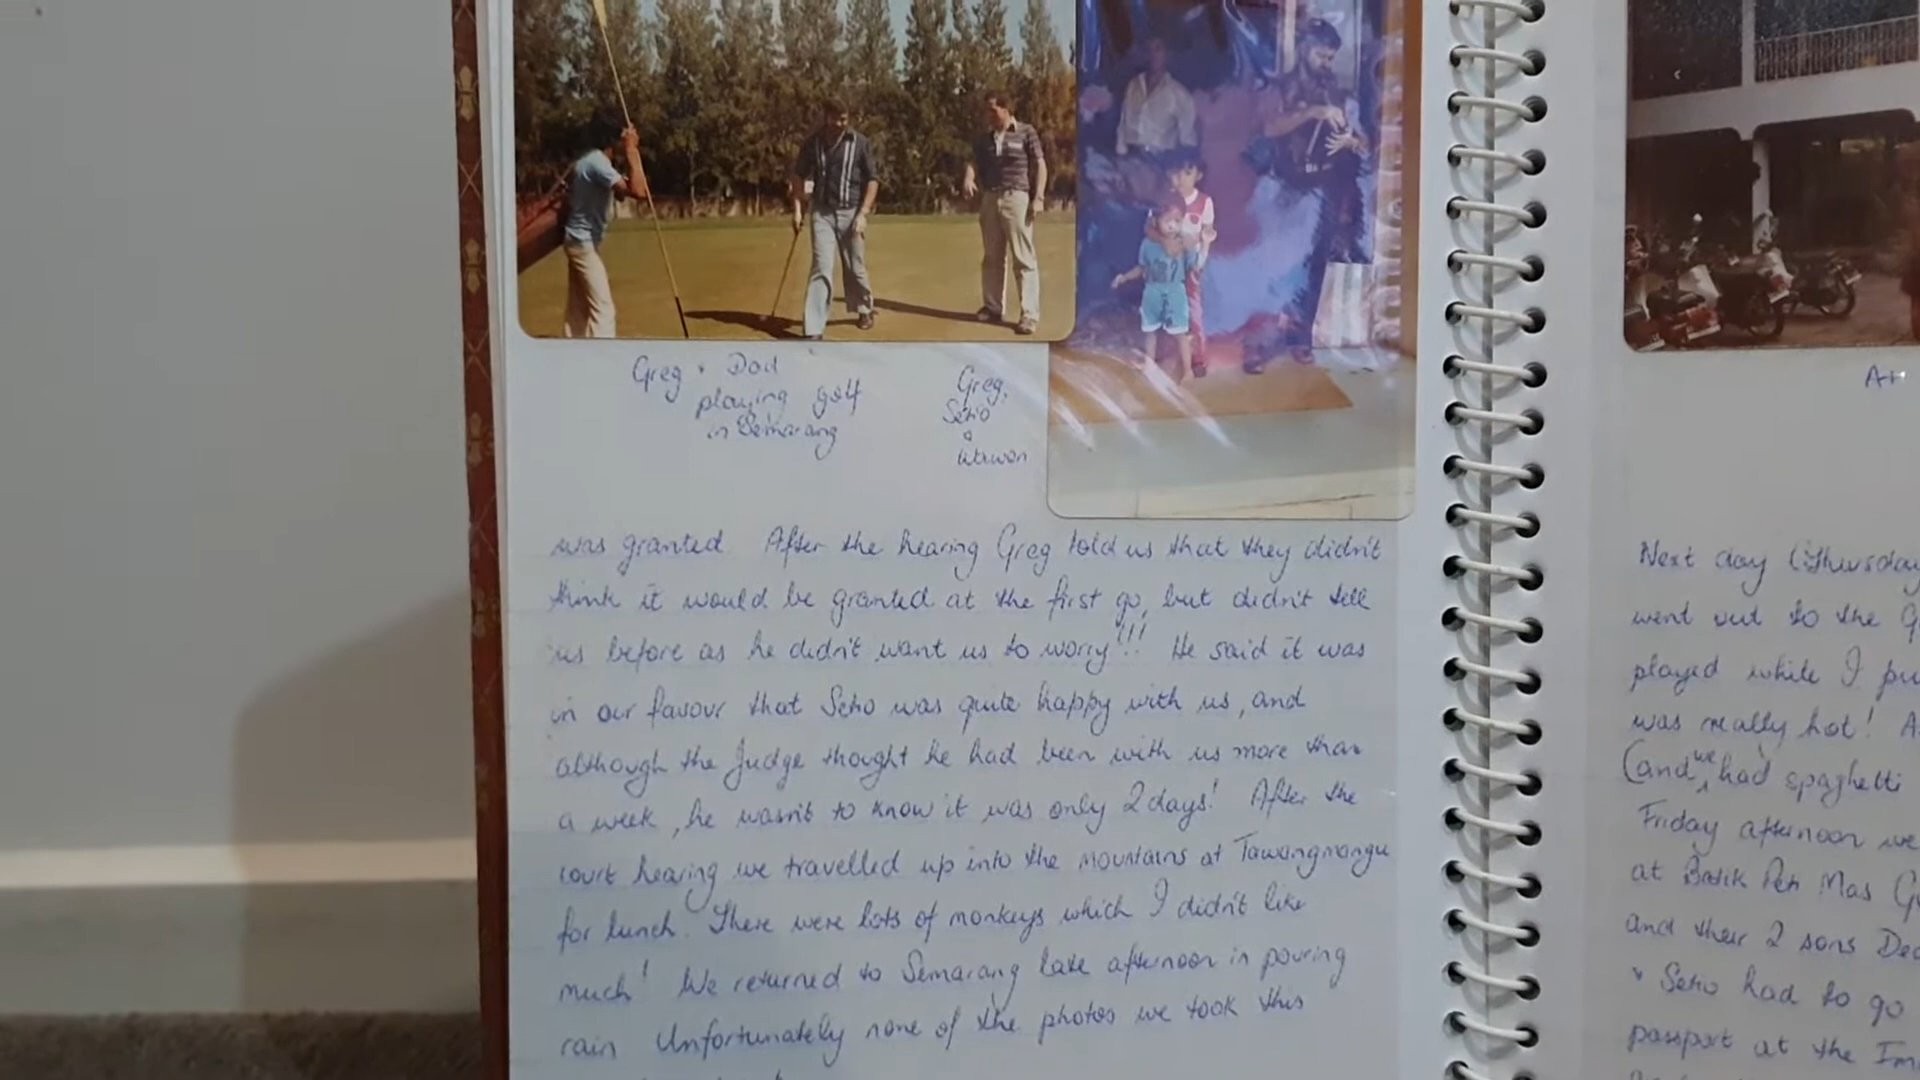 Greg & Dad
playing golf
in Semarang
Greg,
Seno
&
Wawan
was granted. After the hearing Greg told us that they didn't
think it would be granted at the first go, but didn't tell
us before as he didn't want us to worry!!! He said it was
in our favour that Seno was quite happy with us, and
although the Judge thought he had been with us more than
a week, he wasn't to know it was only 2 days! After the
court hearing we travelled up into the mountains at Tawangmangu
for lunch. There were lots of monkeys which I didn't like
much! We returned to Semarang late afternoon in pouring
rain Unfortunately none of the photos we took this
At
Next day (Thursday
went out to the G
played while I pu
was really hot! A
(and we had spaghetti
Friday afternoon we
at Batik Mas
and their 2 sons
& Seno had to go
passport at the Im